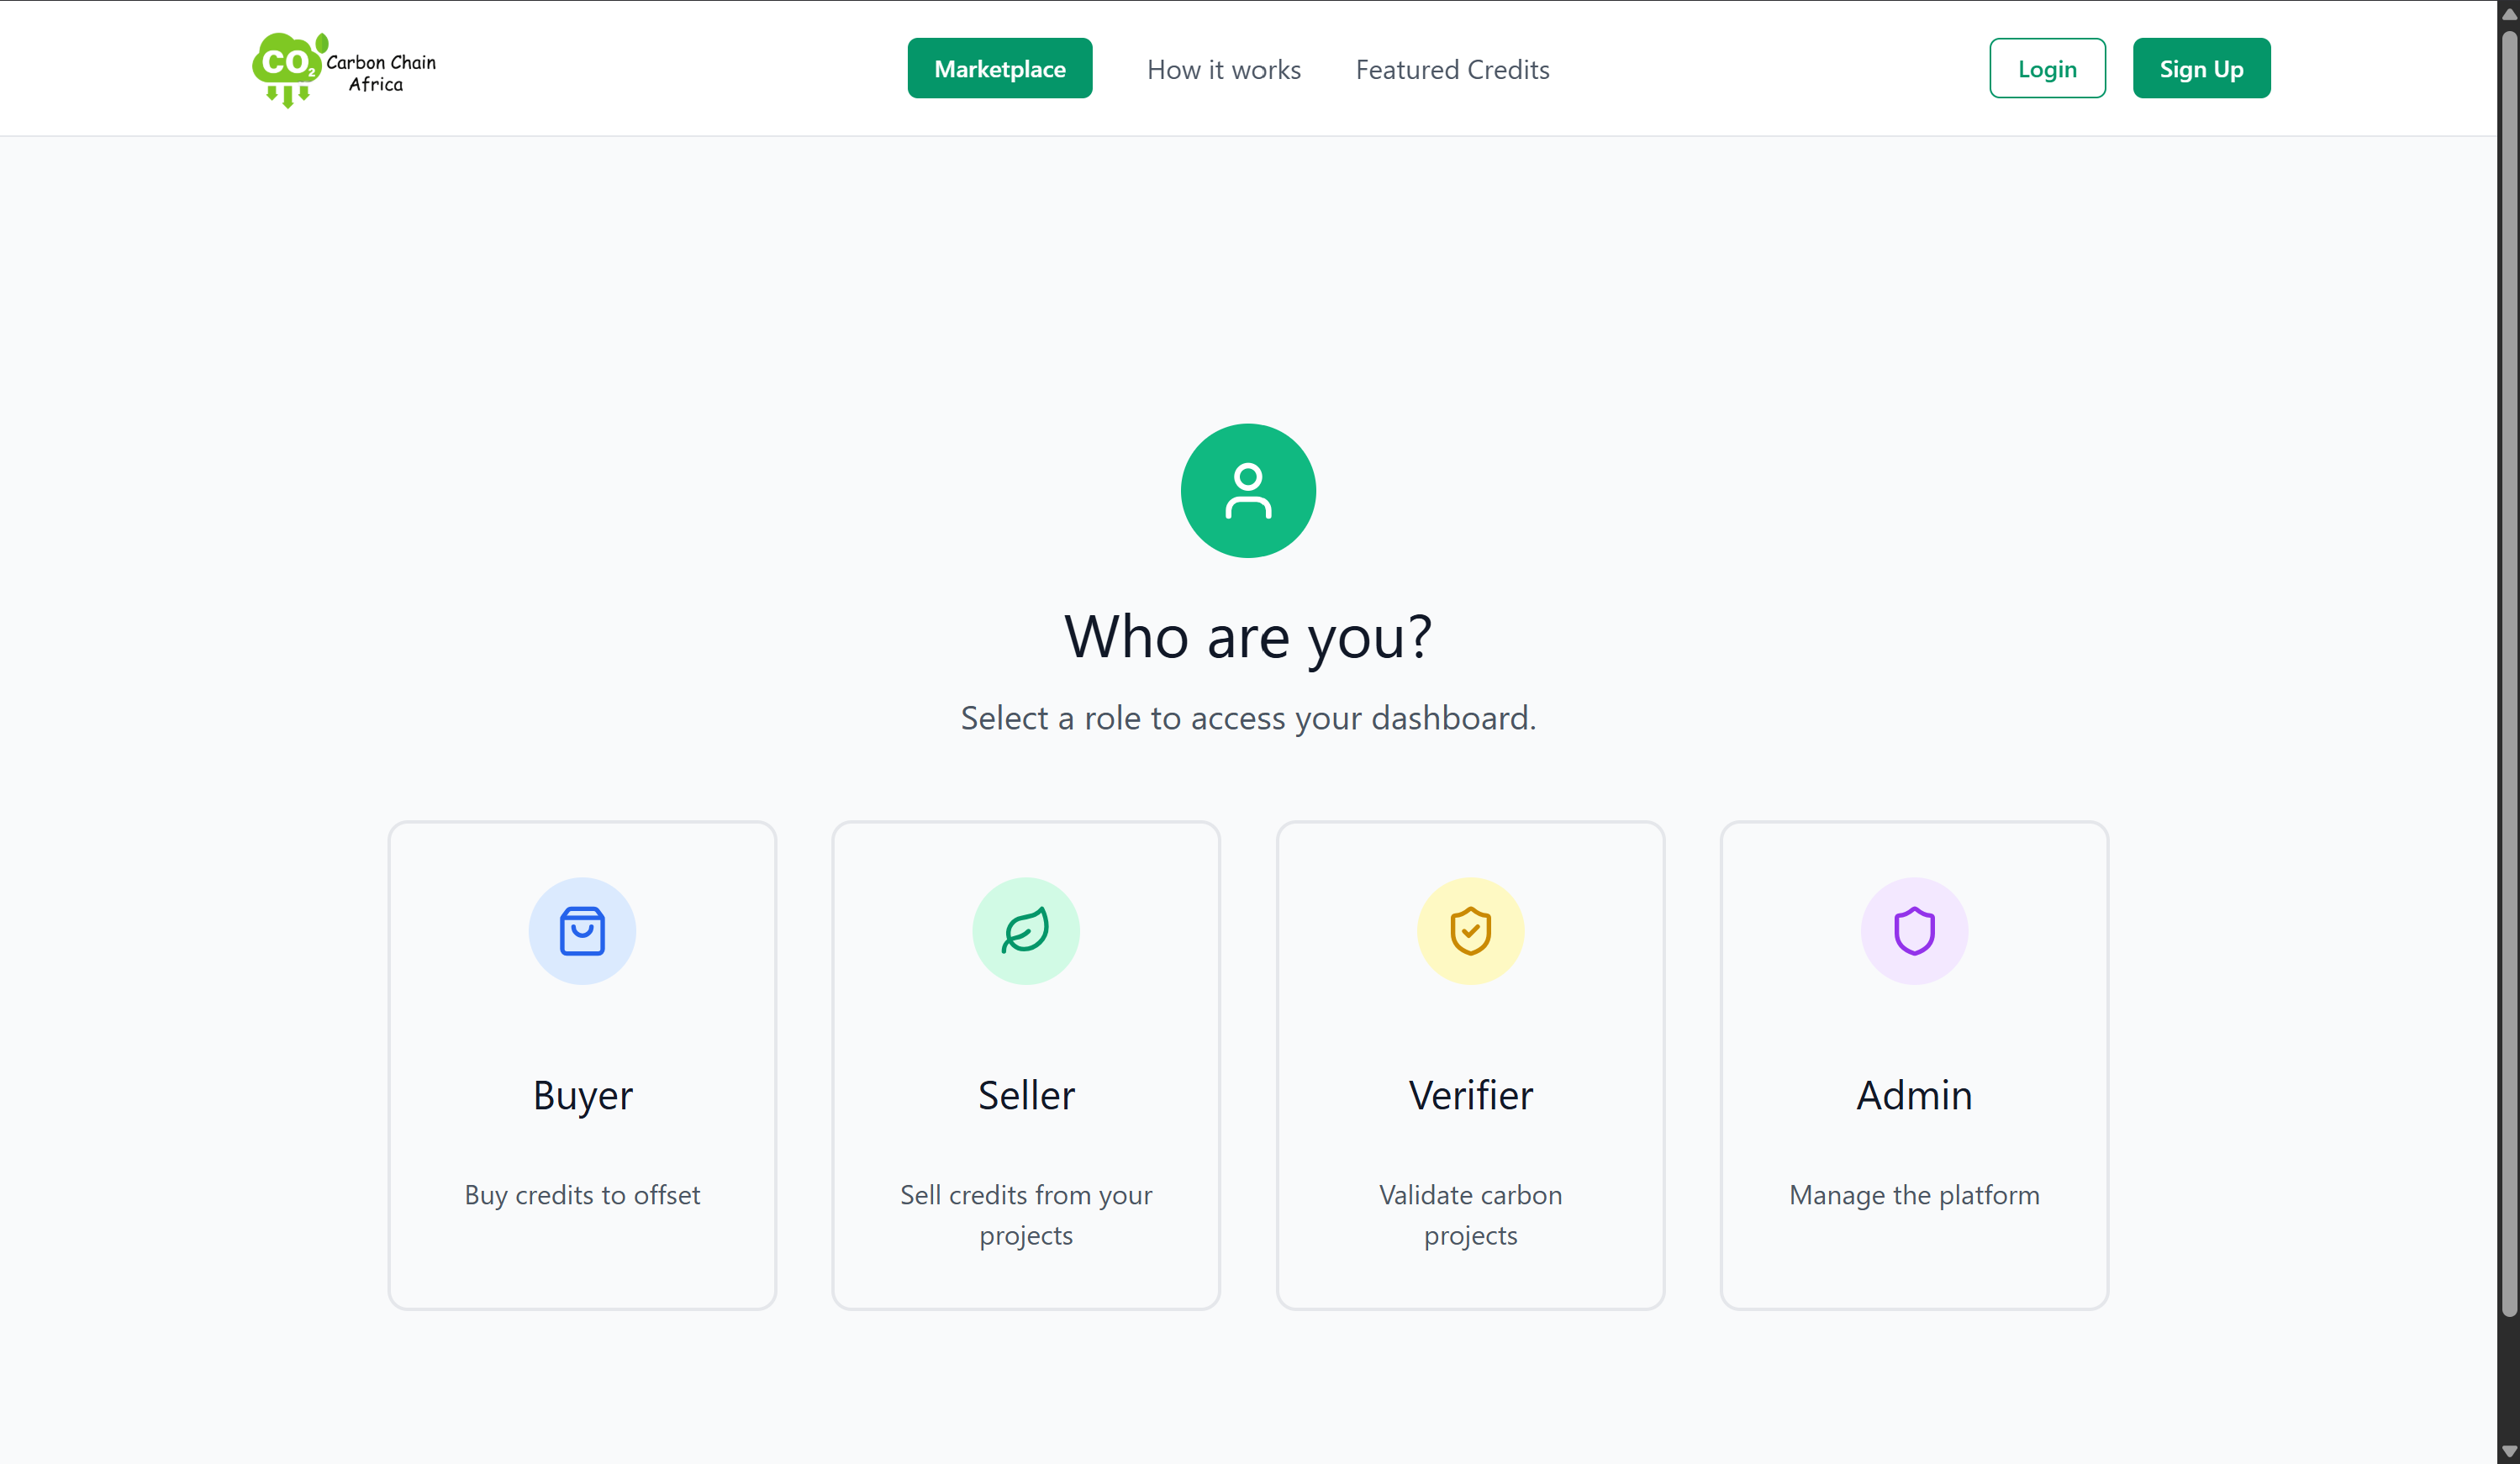 CO₂
Carbon Chain
Africa
Marketplace
How it works
Featured Credits
Login
Sign Up
Who are you?
Select a role to access your dashboard.
Buyer
Buy credits to offset
Seller
Sell credits from your
projects
Verifier
Validate carbon
projects
Admin
Manage the platform